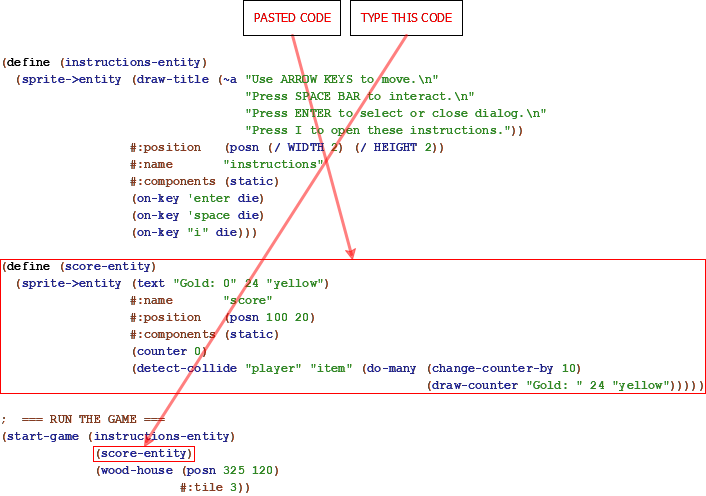 PASTED CODE
TYPE THIS CODE
(define (instructions-entity)
  (sprite->entity (draw-title (~a "Use ARROW KEYS to move.\n"
                                  "Press SPACE BAR to interact.\n"
                                  "Press ENTER to select or close dialog.\n"
                                  "Press I to open these instructions."))
                  #:position   (posn (/ WIDTH 2) (/ HEIGHT 2))
                  #:name       "instructions"
                  #:components (static)
                  (on-key 'enter die)
                  (on-key 'space die)
                  (on-key "i" die)))
(define (score-entity)
  (sprite->entity (text "Gold: 0" 24 "yellow")
                  #:name       "score"
                  #:position   (posn 100 20)
                  #:components (static)
                  (counter 0)
                  (detect-collide "player" "item" (do-many (change-counter-by 10)
                                                           (draw-counter "Gold: " 24 "yellow")))))
;  === RUN THE GAME ===
(start-game (instructions-entity)
             (score-entity)
             (wood-house (posn 325 120)
                         #:tile 3))